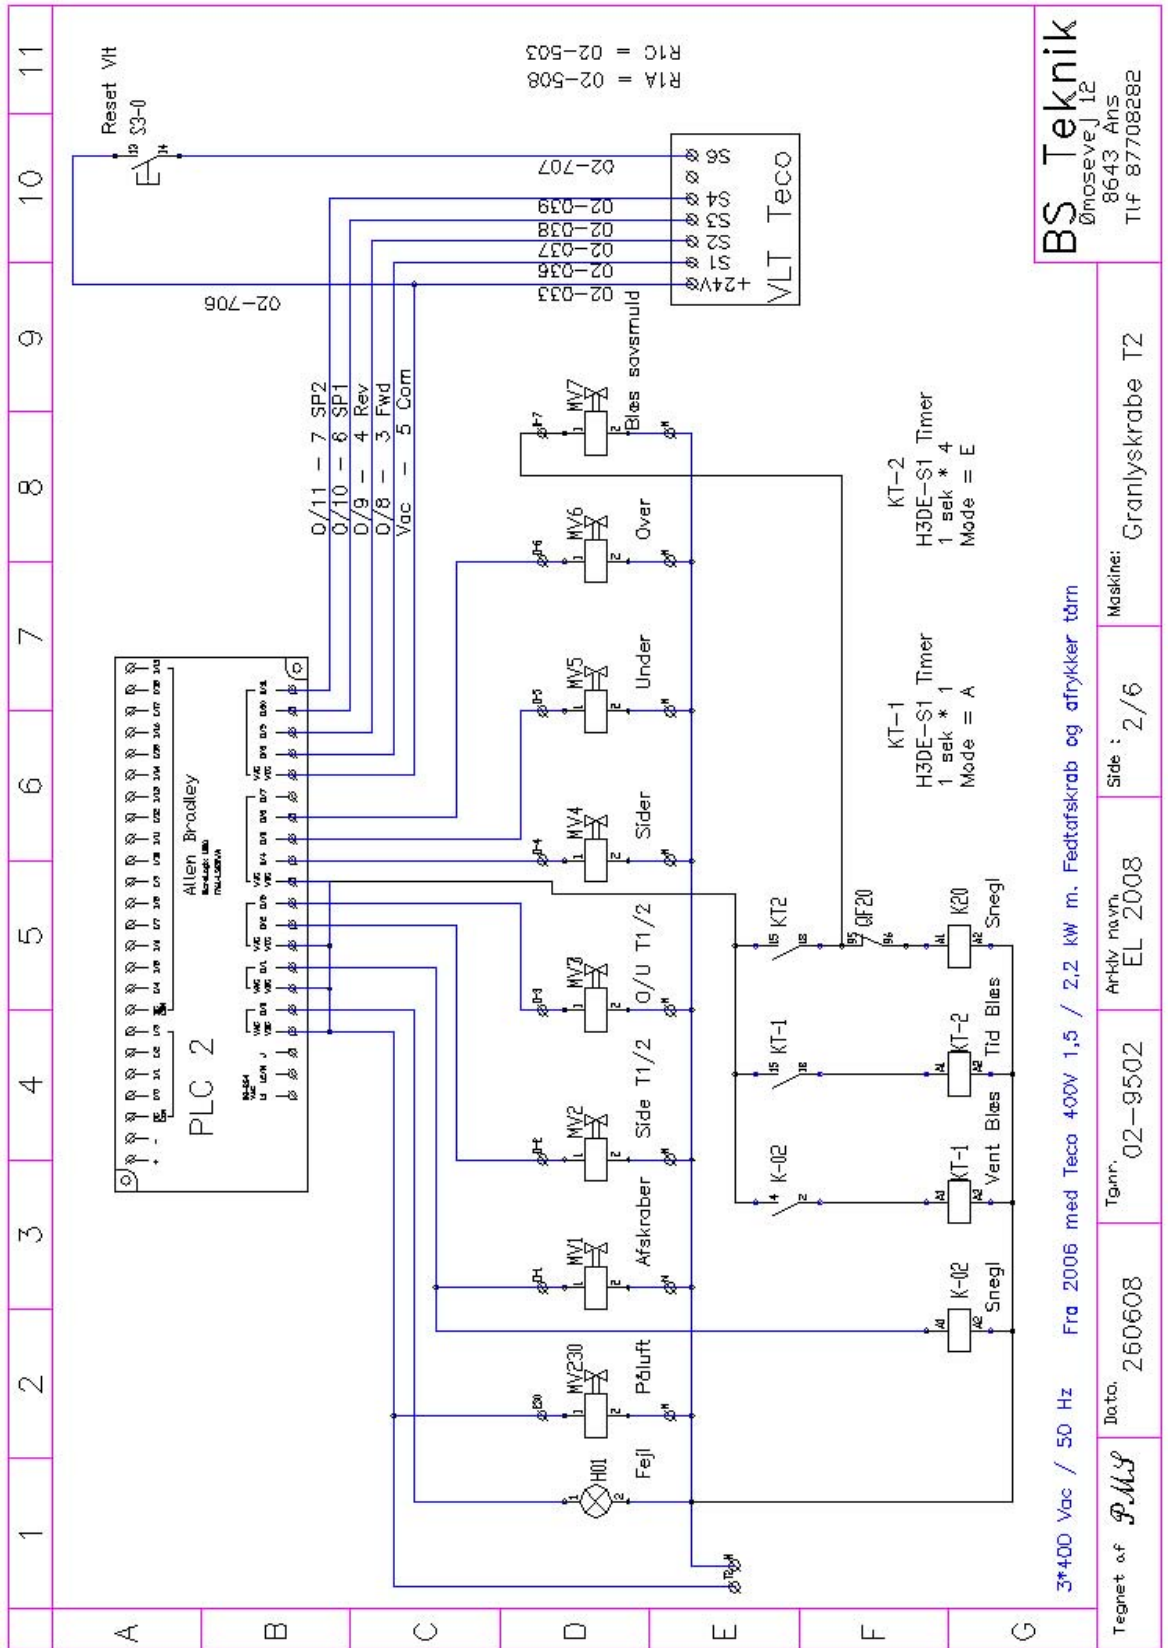 1 2 3 4 5 6 7 8 9 10 11
A
B
C
D
E
F
G
Reset Vlt
S3-0
13
14
R1A = 02-508
R1C = 02-503
PLC 2
Allen Bradley
02-706
O/11 - 7 SP2
O/10 - 6 SP1
O/9 - 4 Rev
O/8 - 3 Fwd
Vac - 5 Com
02-033
02-036
02-037
02-038
02-039
02-707
+24V S1 S2 S3 S4 S6
VLT Teco
H01
Fejl
MV230
Påluft
MV1
Afskraber
MV2
Side T1/2
MV3
O/U T1/2
MV4
Sider
MV5
Under
MV6
Over
MV7
Blæs savsmuld
K-02
KT-1
KT2
QF20
95
96
K-02
Snegl
KT-1
Vent Blæs
KT-2
Tid Blæs
K20
Snegl
KT-1
H3DE-S1 Timer
1 sek * 1
Mode = A
KT-2
H3DE-S1 Timer
1 sek * 4
Mode = E
3*400 Vac / 50 Hz Fra 2006 med Teco 400V 1,5 / 2,2 kW m. Fedtafskrab og afrykker tårn
BS Teknik
Ømosevej 12
8643 Ans
Tlf 87708282
Tegnet af PMS
Dato. 260608
Tg.nr. 02-9502
Arkiv navn. EL 2008
Side : 2/6
Maskine: Granlyskrabe T2